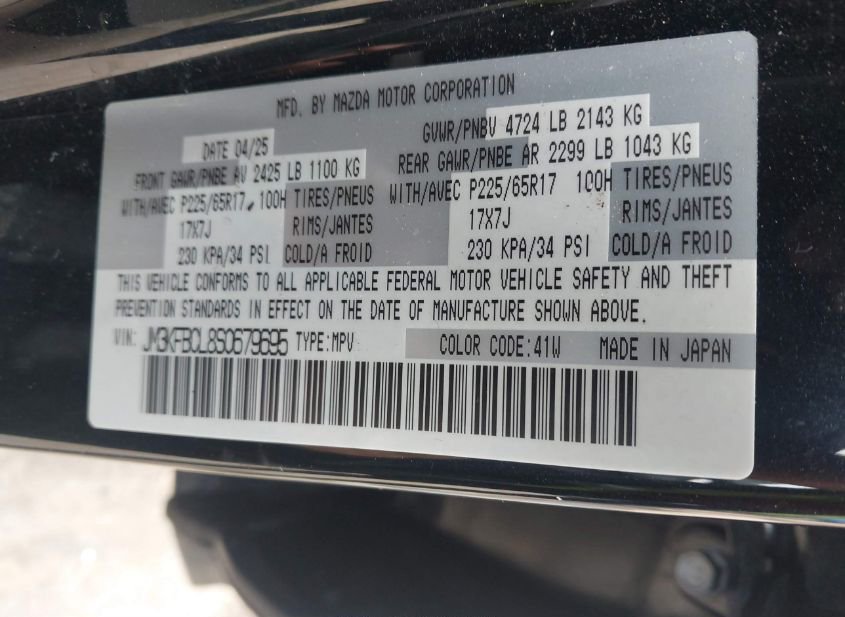 MFD. BY MAZDA MOTOR CORPORATION
DATE 04/25 GVWR/PNBV 4724 LB 2143 KG
FRONT GAWR/PNBE AV 2425 LB 1100 KG REAR GAWR/PNBE AR 2299 LB 1043 KG
WITH/AVEC P225/65R17 100H TIRES/PNEUS WITH/AVEC P225/65R17 100H TIRES/PNEUS
17X7J RIMS/JANTES 17X7J RIMS/JANTES
230 KPA/34 PSI COLD/A FROID 230 KPA/34 PSI COLD/A FROID
THIS VEHICLE CONFORMS TO ALL APPLICABLE FEDERAL MOTOR VEHICLE SAFETY AND THEFT
PREVENTION STANDARDS IN EFFECT ON THE DATE OF MANUFACTURE SHOWN ABOVE.
VIN: JM3KFBCL8S0679695 TYPE:MPV COLOR CODE:41W MADE IN JAPAN